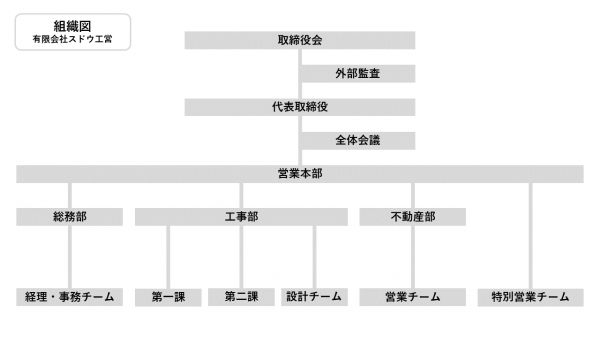 組織図
有限会社スドウ工営
取締役会
外部監査
代表取締役
全体会議
営業本部
総務部
工事部
不動産部
経理・事務チーム
第一課
第二課
設計チーム
営業チーム
特別営業チーム